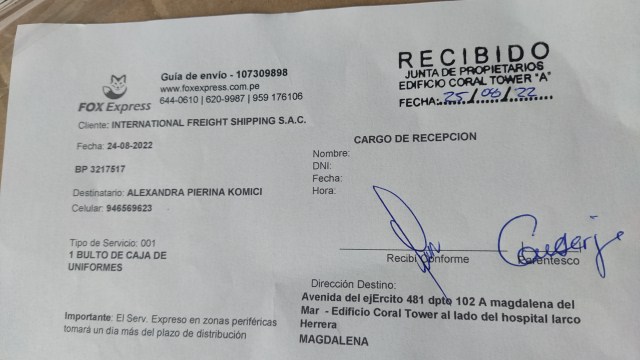 FOX Express
Guía de envío - 107309898
www.foxexpress.com.pe
644-0610 | 620-9987 | 959 176106
RECIBIDO
JUNTA DE PROPIETARIOS
EDIFICIO CORAL TOWER "A"
FECHA: 25/08/22
Cliente: INTERNATIONAL FREIGHT SHIPPING S.A.C.
Fecha: 24-08-2022
BP 3217517
Destinatario: ALEXANDRA PIERINA KOMICI
Celular: 946569623
Tipo de Servicio: 001
1 BULTO DE CAJA DE
UNIFORMES
Importante: El Serv. Expreso en zonas periféricas
tomará un día más del plazo de distribución
CARGO DE RECEPCION
Nombre:
DNI:
Fecha:
Hora:
Recibí Conforme
Parentesco
Dirección Destino:
Avenida del ejErcito 481 dpto 102 A magdalena del
Mar - Edificio Coral Tower al lado del hospital larco
Herrera
MAGDALENA